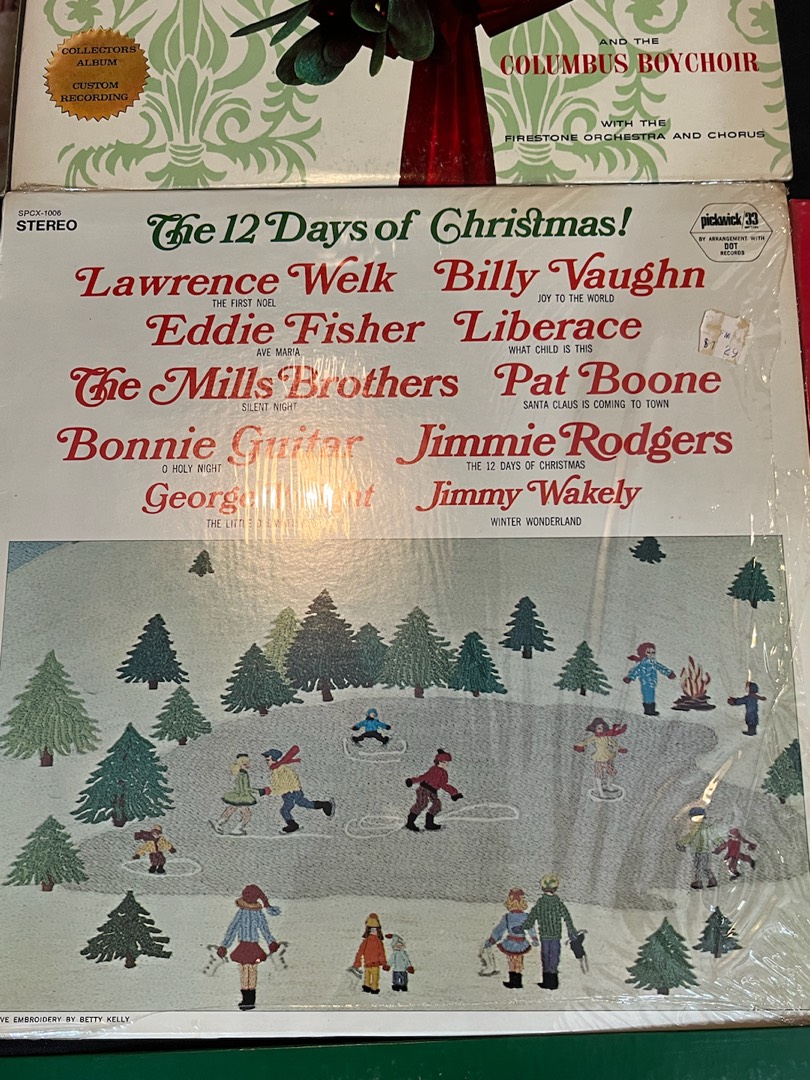 COLLECTORS
ALBUM
CUSTOM
RECORDING
AND THE
COLUMBUS BOYCHOIR
WITH THE
FIRESTONE ORCHESTRA AND CHORUS
SPCX-1006
STEREO
The 12 Days of Christmas!
pickwick/33
BY ARRANGEMENT WITH
DOT
RECORDS
Lawrence Welk Billy Vaughn
THE FIRST NOEL JOY TO THE WORLD
Eddie Fisher Liberace
AVE MARIA WHAT CHILD IS THIS
The Mills Brothers Pat Boone
SILENT NIGHT SANTA CLAUS IS COMING TO TOWN
Bonnie Guitar Jimmie Rodgers
O HOLY NIGHT THE 12 DAYS OF CHRISTMAS
George Jimmy Wakely
THE LITTLE WINTER WONDERLAND
EMBROIDERY BY BETTY KELLY